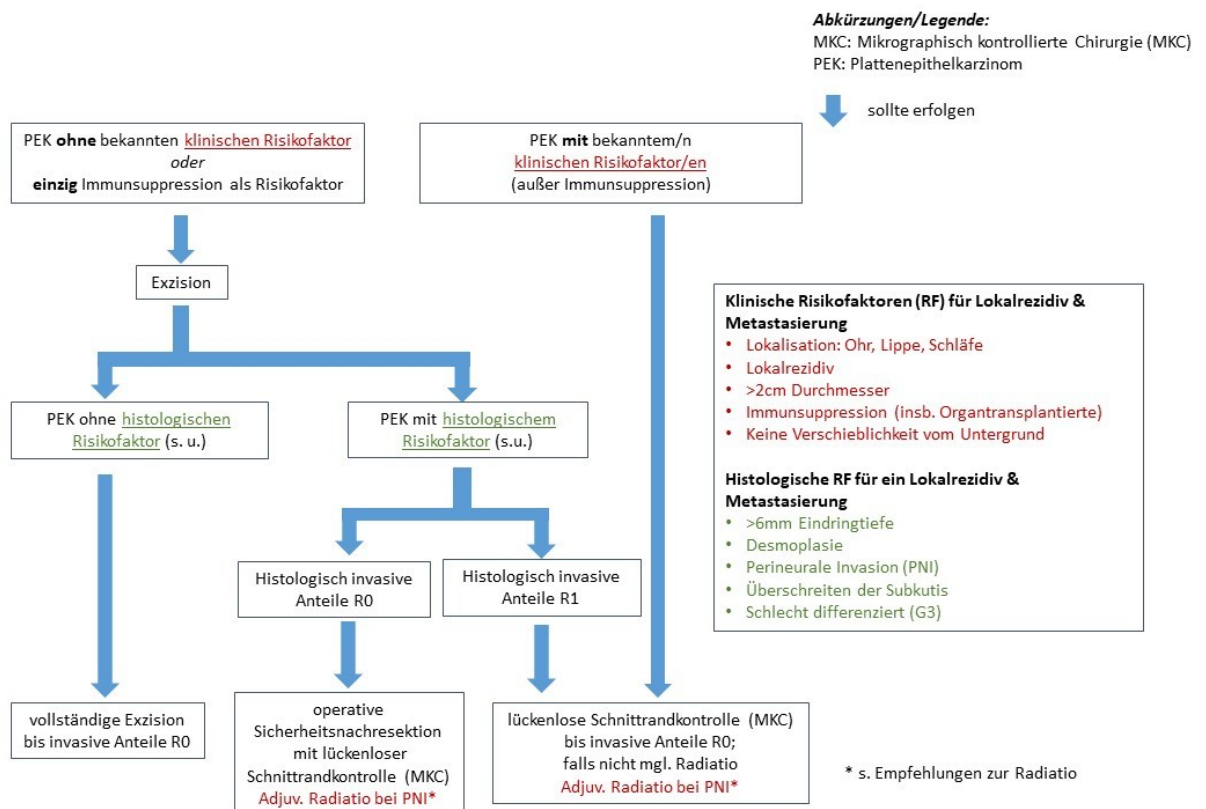 Abkürzungen/Legende:
MKC: Mikrographisch kontrollierte Chirurgie (MKC)
PEK: Plattenepithelkarzinom
sollte erfolgen
PEK ohne bekannten klinischen Risikofaktor
oder
einzig Immunsuppression als Risikofaktor
PEK mit bekanntem/n
klinischen Risikofaktor/en
(außer Immunsuppression)
Exzision
Klinische Risikofaktoren (RF) für Lokalrezidiv &
Metastasierung
• Lokalisation: Ohr, Lippe, Schläfe
• Lokalrezidiv
• >2cm Durchmesser
• Immunsuppression (insb. Organtransplantierte)
• Keine Verschieblichkeit vom Untergrund
Histologische RF für ein Lokalrezidiv &
Metastasierung
• >6mm Eindringtiefe
• Desmoplasie
• Perineurale Invasion (PNI)
• Überschreiten der Subkutis
• Schlecht differenziert (G3)
PEK ohne histologischen
Risikofaktor (s. u.)
PEK mit histologischem
Risikofaktor (s.u.)
Histologisch invasive
Anteile R0
Histologisch invasive
Anteile R1
vollständige Exzision
bis invasive Anteile R0
operative
Sicherheitsnachresektion
mit lückenloser
Schnittrandkontrolle (MKC)
Adjuv. Radiatio bei PNI*
lückenlose Schnittrandkontrolle (MKC)
bis invasive Anteile R0;
falls nicht mgl. Radiatio
Adjuv. Radiatio bei PNI*
* s. Empfehlungen zur Radiatio